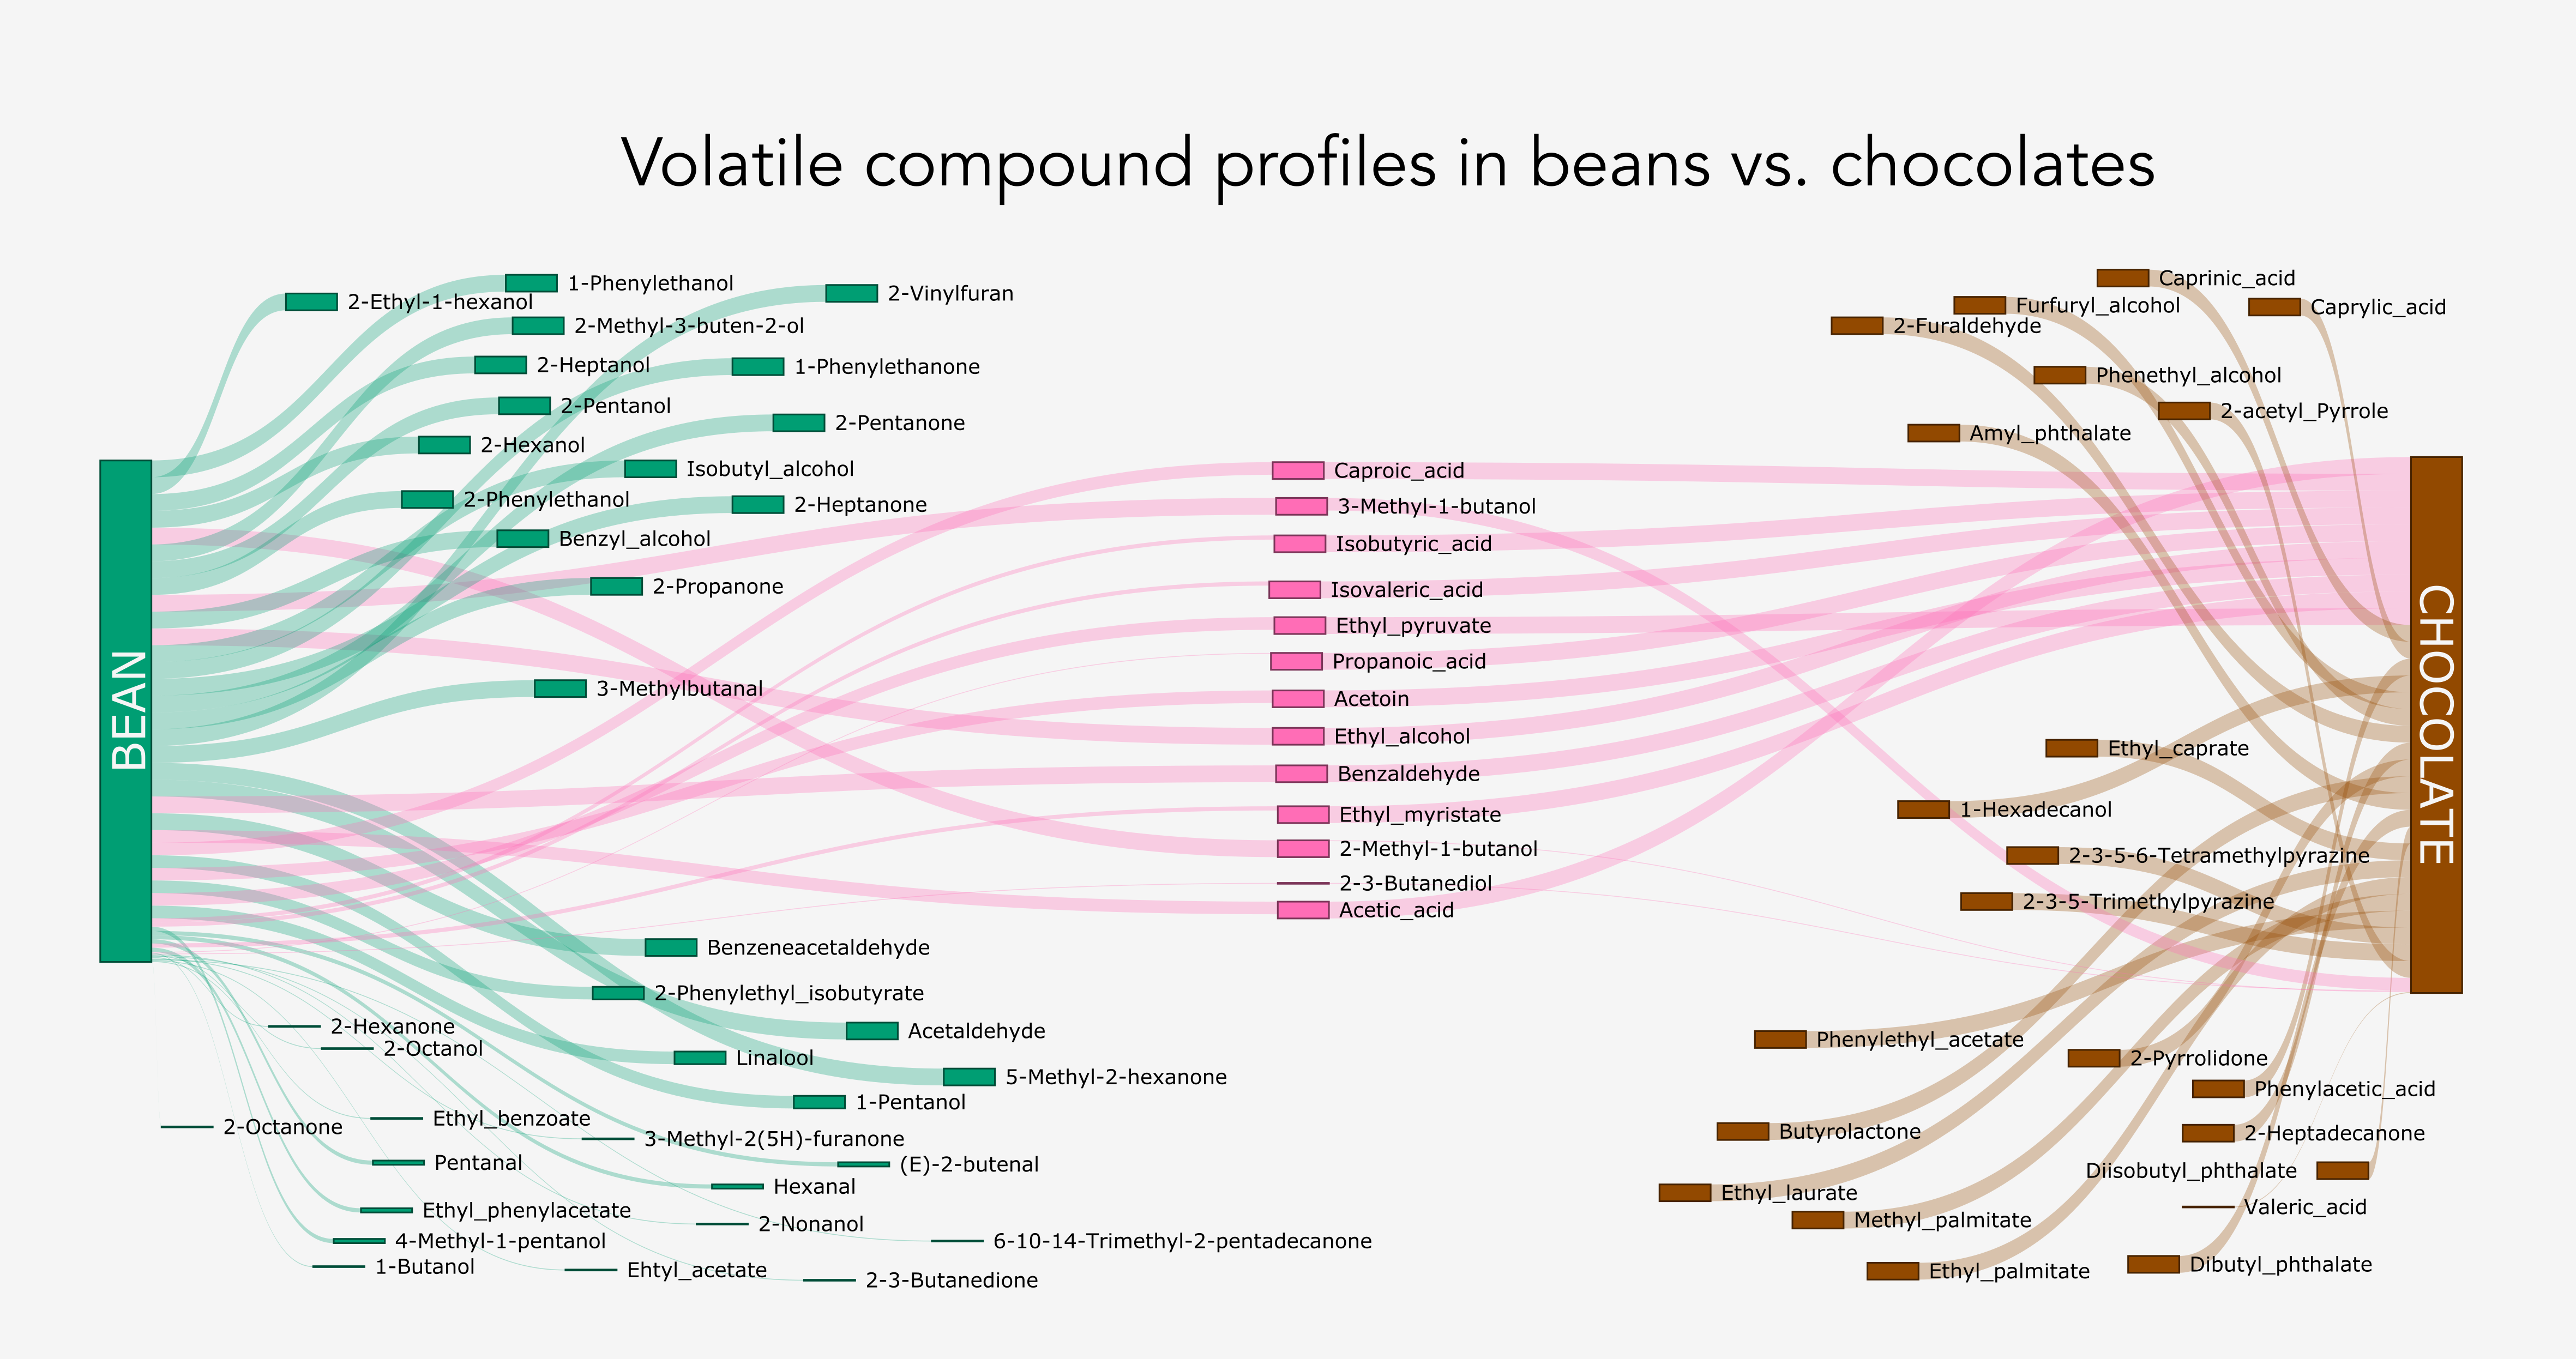 Volatile compound profiles in beans vs. chocolates
BEAN
2-Ethyl-1-hexanol
1-Phenylethanol
2-Vinylfuran
2-Methyl-3-buten-2-ol
2-Heptanol
1-Phenylethanone
2-Pentanol
2-Pentanone
2-Hexanol
Isobutyl_alcohol
2-Phenylethanol
2-Heptanone
Benzyl_alcohol
2-Propanone
3-Methylbutanal
Benzeneacetaldehyde
2-Phenylethyl_isobutyrate
2-Hexanone
Acetaldehyde
2-Octanol
Linalool
5-Methyl-2-hexanone
1-Pentanol
Ethyl_benzoate
2-Octanone
3-Methyl-2(5H)-furanone
Pentanal
(E)-2-butenal
Hexanal
Ethyl_phenylacetate
2-Nonanol
4-Methyl-1-pentanol
6-10-14-Trimethyl-2-pentadecanone
1-Butanol
Ehtyl_acetate
2-3-Butanedione
Caproic_acid
3-Methyl-1-butanol
Isobutyric_acid
Isovaleric_acid
Ethyl_pyruvate
Propanoic_acid
Acetoin
Ethyl_alcohol
Benzaldehyde
Ethyl_myristate
2-Methyl-1-butanol
2-3-Butanediol
Acetic_acid
Caprinic_acid
Furfuryl_alcohol
Caprylic_acid
2-Furaldehyde
Phenethyl_alcohol
2-acetyl_Pyrrole
Amyl_phthalate
Ethyl_caprate
1-Hexadecanol
2-3-5-6-Tetramethylpyrazine
2-3-5-Trimethylpyrazine
Phenylethyl_acetate
2-Pyrrolidone
Phenylacetic_acid
Butyrolactone
2-Heptadecanone
Diisobutyl_phthalate
Ethyl_laurate
Valeric_acid
Methyl_palmitate
Dibutyl_phthalate
Ethyl_palmitate
CHOCOLATE